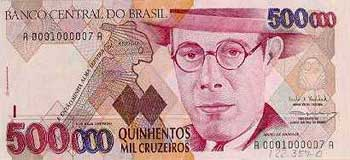 BANCO CENTRAL DO BRASIL
500000
A 0001000007 A
500000
QUINHENTOS
MIL CRUZEIROS
A 0001000007 A